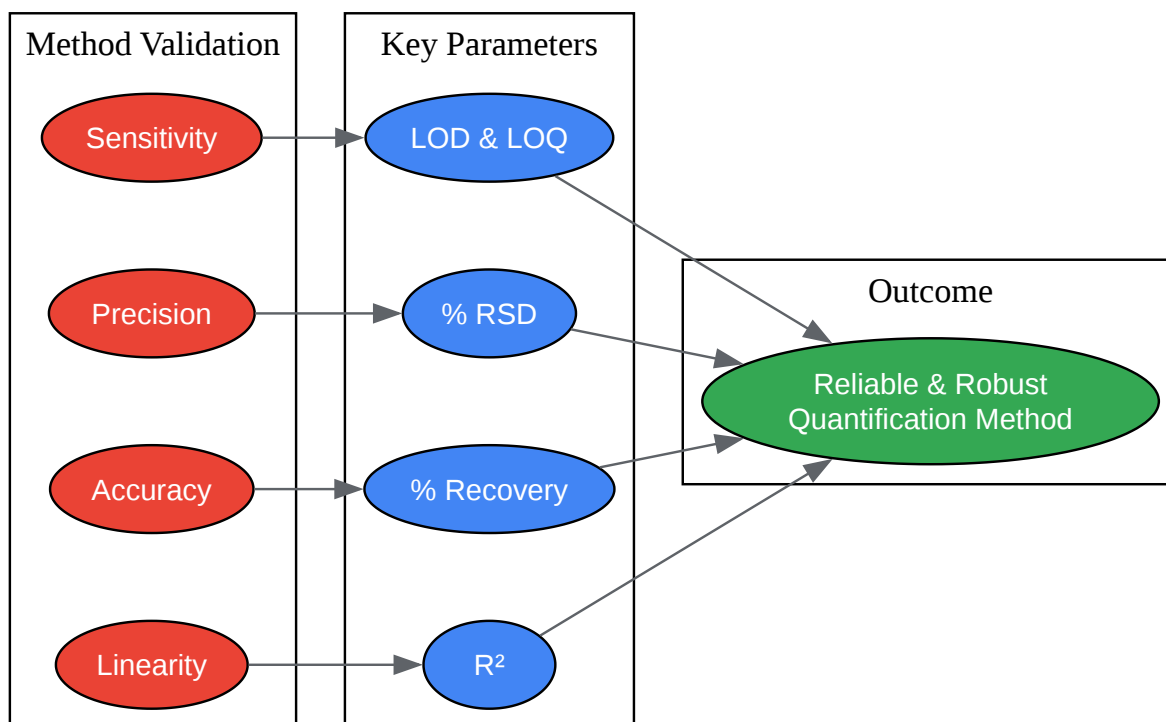 Method Validation
Key Parameters
Sensitivity
LOD & LOQ
Precision
% RSD
Outcome
Reliable & Robust
Quantification Method
Accuracy
% Recovery
Linearity
R²